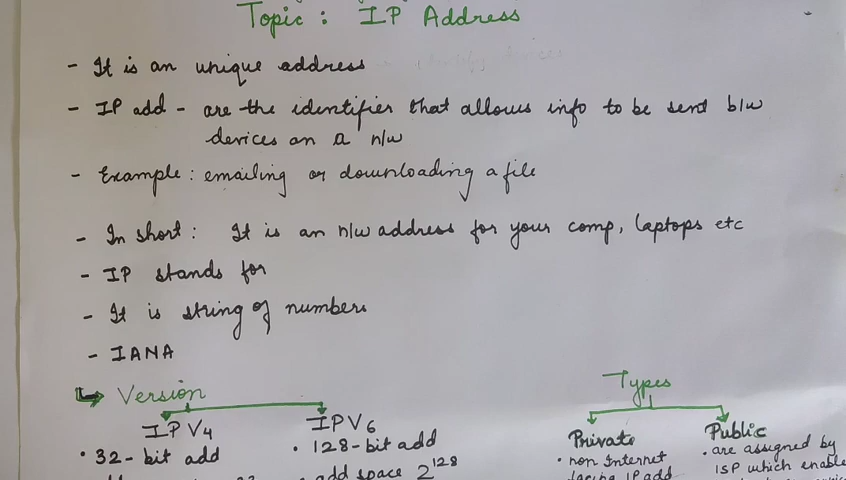 Topic : IP Address
- It is an unique address
- IP add - are the identifier that allows info to be sent b/w
devices on a n/w
- Example : emailing or downloading a file
- In short : It is an n/w address for your comp, laptops etc
- IP stands for
- It is string of numbers
- IANA
Version
IPV4
• 32-bit add
IPV6
• 128-bit add
• add space 2^128
Types
Private
• non Internet
facing IP add
Public
• are assigned by
ISP which enable